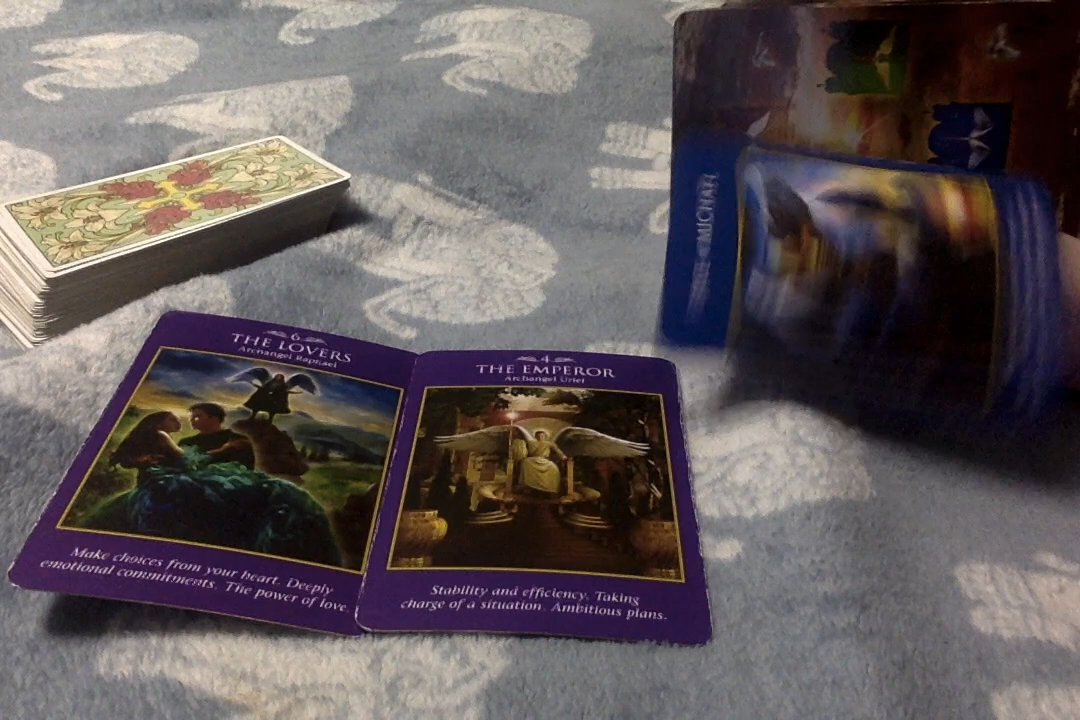 6
THE LOVERS
Archangel Raphael
Make choices from your heart. Deeply
emotional commitments. The power of love.
4
THE EMPEROR
Archangel Uriel
Stability and efficiency. Taking
charge of a situation. Ambitious plans.
MICHAEL